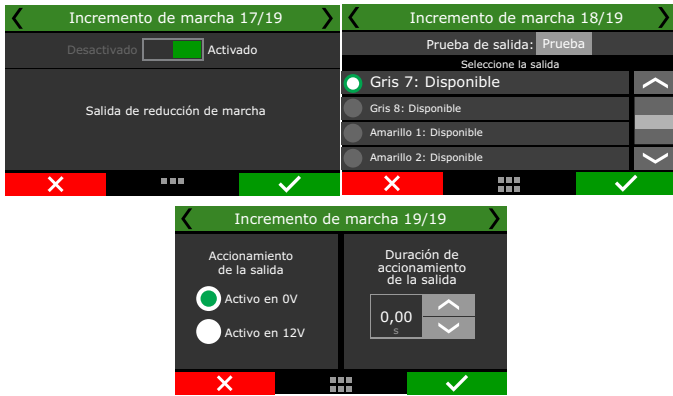 Incremento de marcha 17/19
Desactivado Activado
Salida de reducción de marcha
Incremento de marcha 18/19
Prueba de salida: Prueba
Seleccione la salida
Gris 7: Disponible
Gris 8: Disponible
Amarillo 1: Disponible
Amarillo 2: Disponible
Incremento de marcha 19/19
Accionamiento
de la salida
Activo en 0V
Activo en 12V
Duración de
accionamiento
de la salida
0,00
s